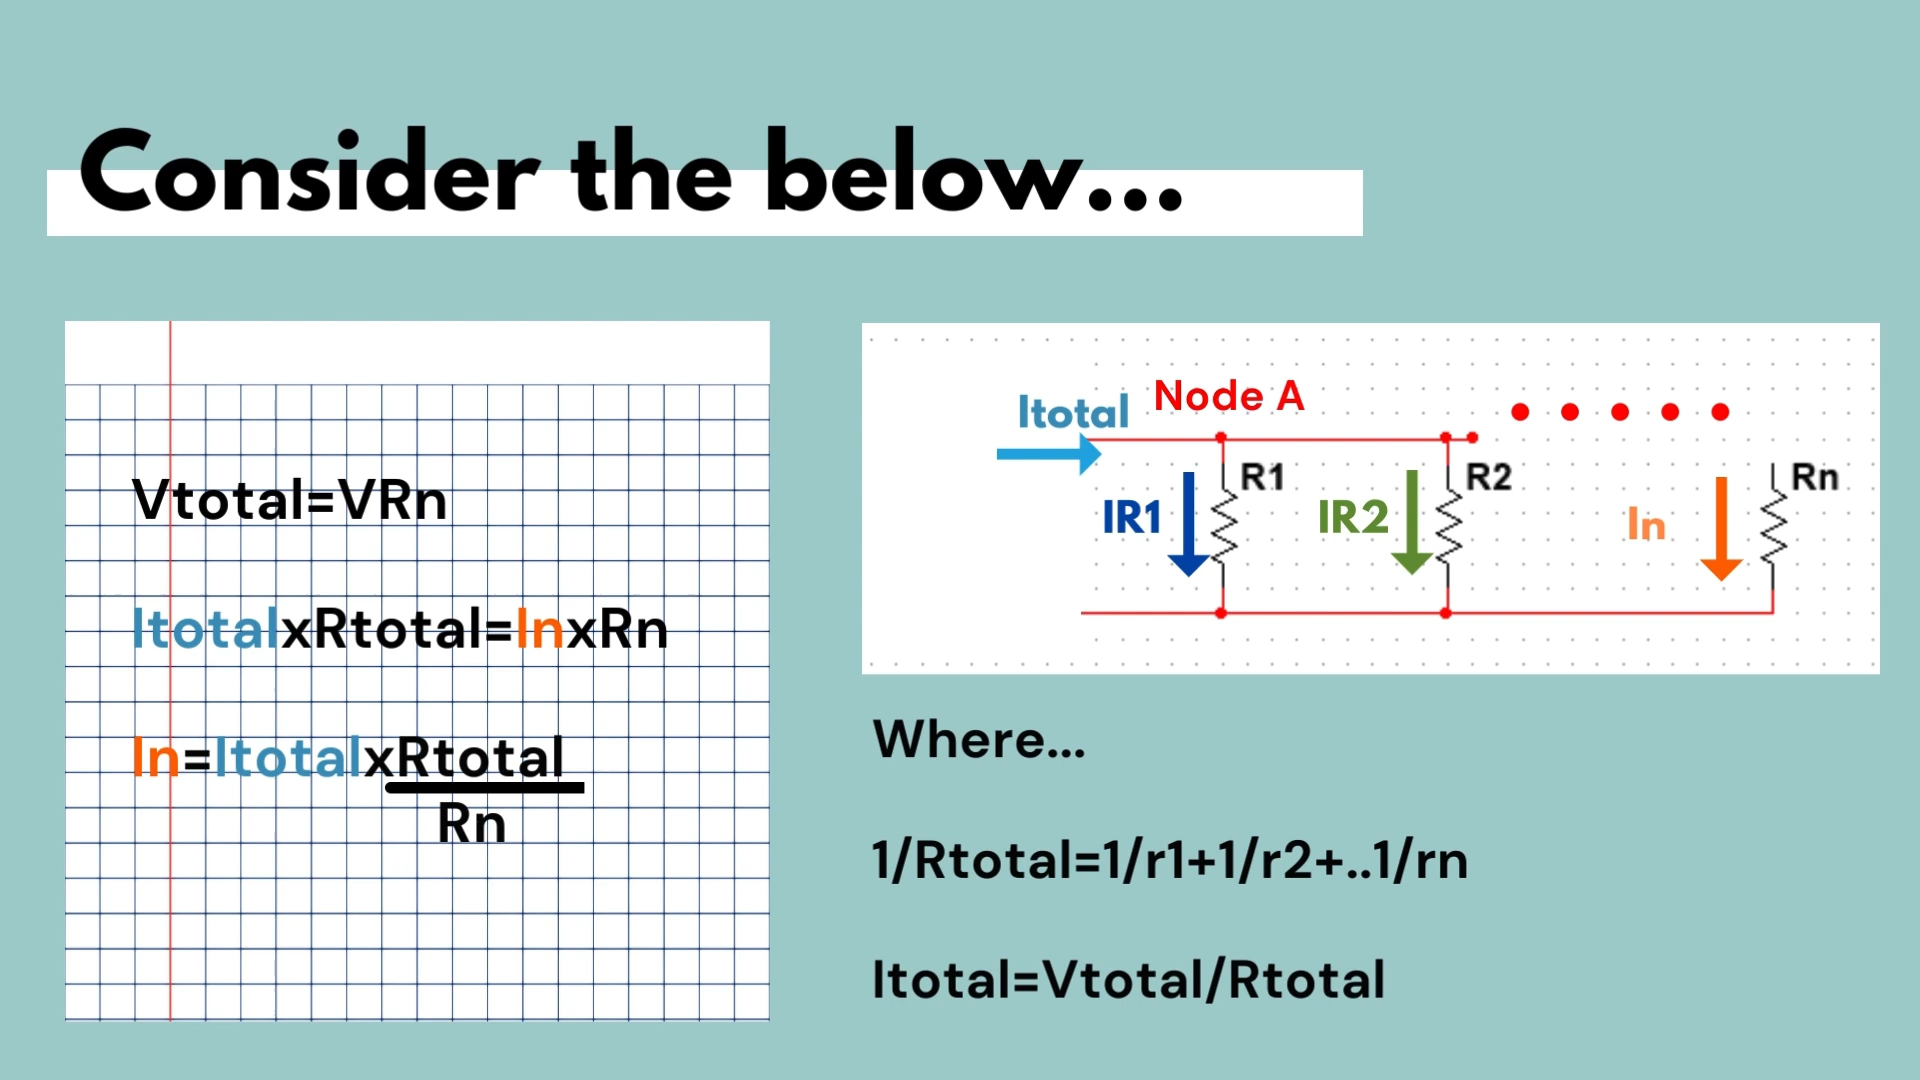 Consider the below...
Vtotal=VRn
ItotalxRtotal=InxRn
In=ItotalxRtotal
Rn
Itotal
Node A
R1
R2
Rn
IR1
IR2
In
Where...
1/Rtotal=1/r1+1/r2+..1/rn
Itotal=Vtotal/Rtotal